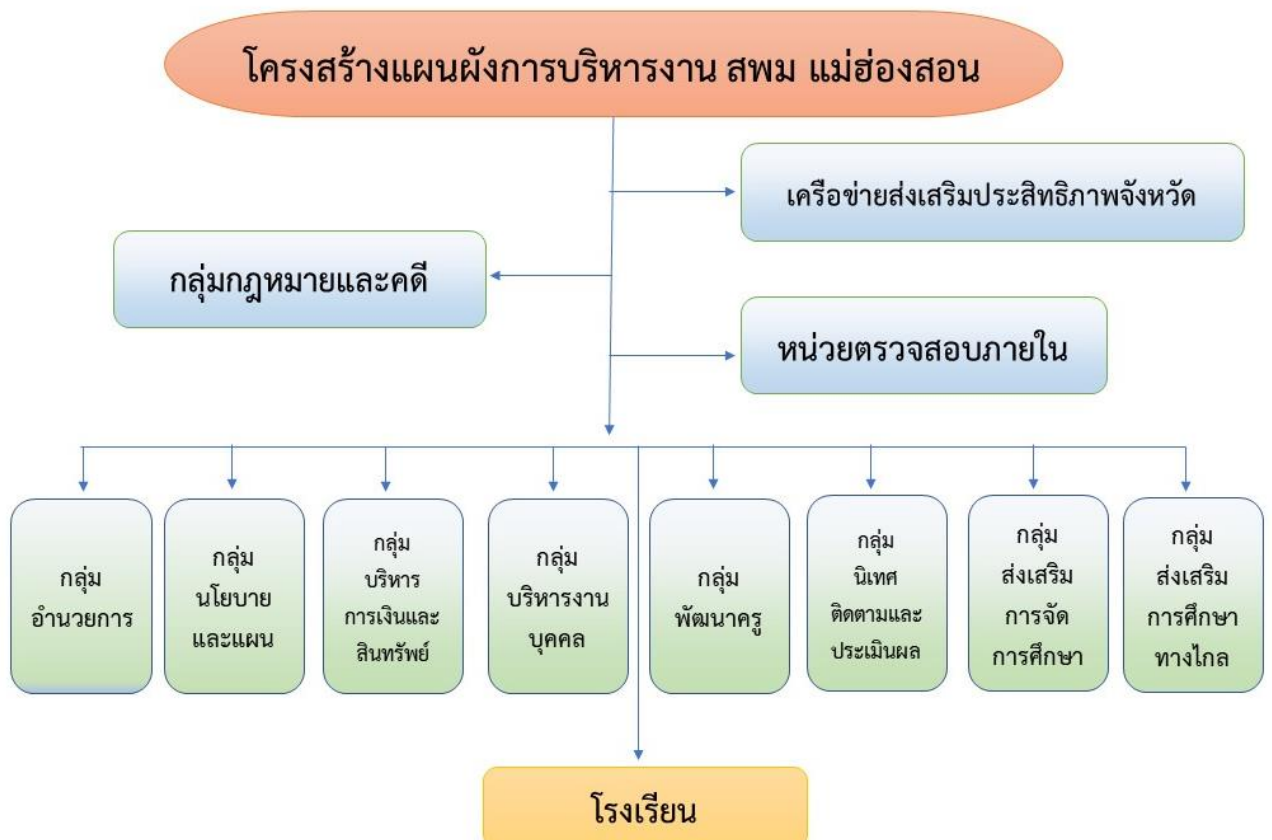 โครงสร้างแผนผังการบริหารงาน สพม แม่ฮ่องสอน
เครือข่ายส่งเสริมประสิทธิภาพจังหวัด
กลุ่มกฎหมายและคดี
หน่วยตรวจสอบภายใน
กลุ่ม
อำนวยการ
กลุ่ม
นโยบาย
และแผน
กลุ่ม
บริหาร
การเงินและ
สินทรัพย์
กลุ่ม
บริหารงาน
บุคคล
กลุ่ม
พัฒนาครู
กลุ่ม
นิเทศ
ติดตามและ
ประเมินผล
กลุ่ม
ส่งเสริม
การจัด
การศึกษา
กลุ่ม
ส่งเสริม
การศึกษา
ทางไกล
โรงเรียน